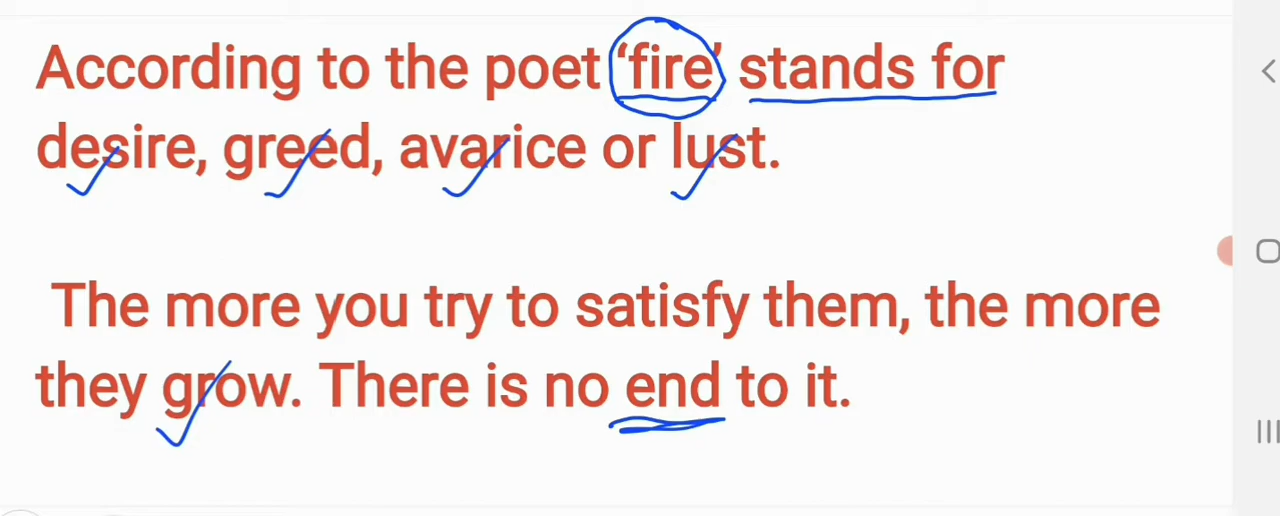 According to the poet ‘fire’ stands for
desire, greed, avarice or lust.
The more you try to satisfy them, the more
they grow. There is no end to it.